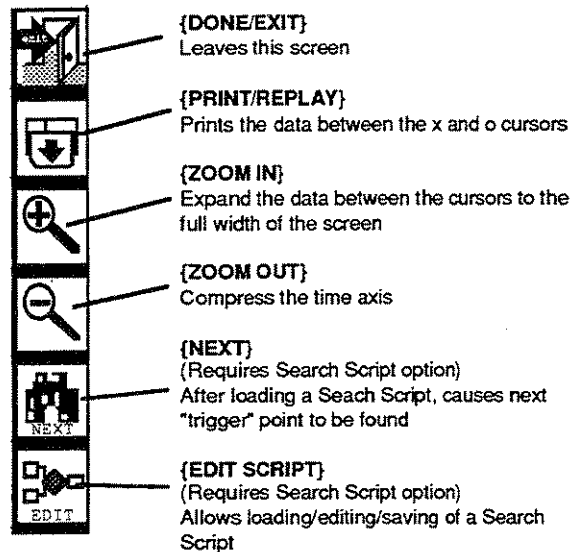 {DONE/EXIT}
Leaves this screen
{PRINT/REPLAY}
Prints the data between the x and o cursors
{ZOOM IN}
Expand the data between the cursors to the
full width of the screen
{ZOOM OUT}
Compress the time axis
{NEXT}
(Requires Search Script option)
After loading a Seach Script, causes next
"trigger" point to be found
NEXT
{EDIT SCRIPT}
(Requires Search Script option)
Allows loading/editing/saving of a Search
Script
EDIT